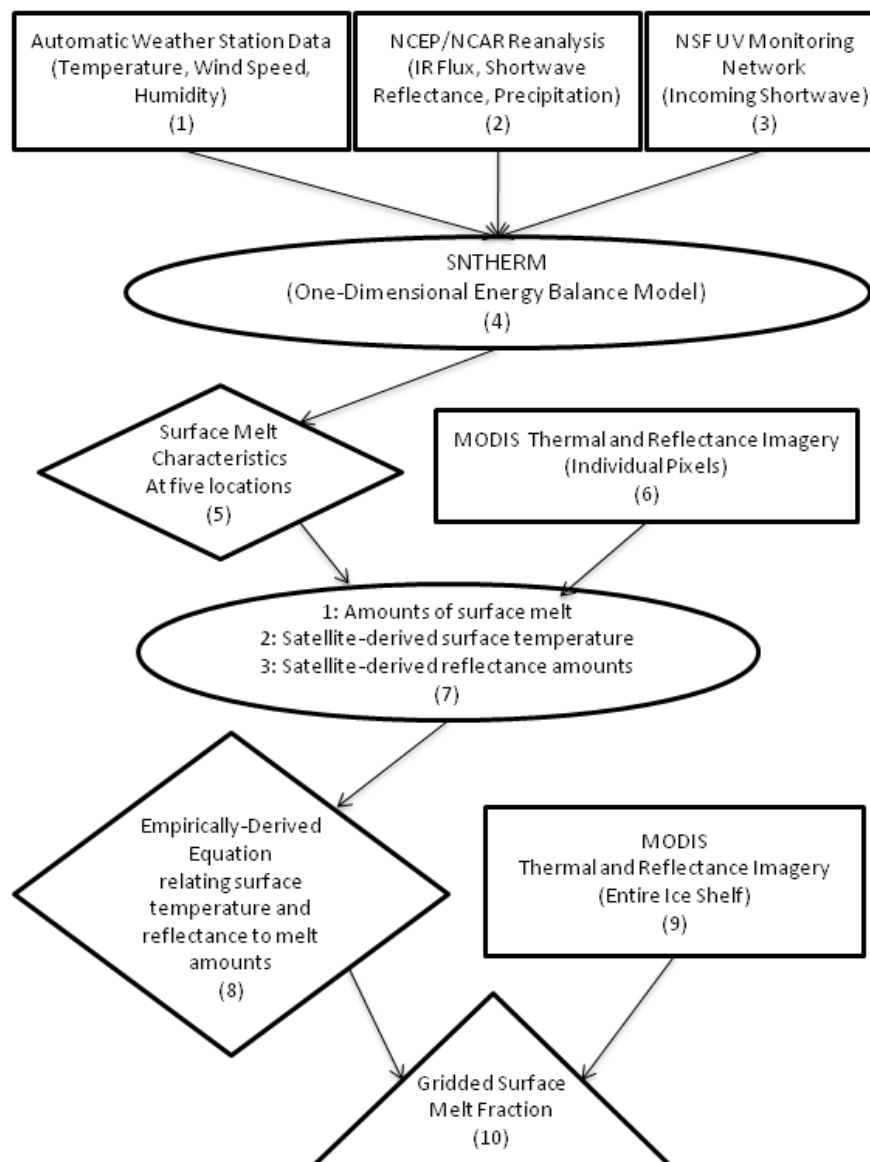 Automatic Weather Station Data
(Temperature, Wind Speed,
Humidity)
(1)
NCEP/NCAR Reanalysis
(IR Flux, Shortwave
Reflectance, Precipitation)
(2)
NSF UV Monitoring
Network
(Incoming Shortwave)
(3)
SNTHERM
(One-Dimensional Energy Balance Model)
(4)
Surface Melt
Characteristics
At five locations
(5)
MODIS Thermal and Reflectance Imagery
(Individual Pixels)
(6)
1: Amounts of surface melt
2: Satellite-derived surface temperature
3: Satellite-derived reflectance amounts
(7)
Empirically-Derived
Equation
relating surface
temperature and
reflectance to melt
amounts
(8)
MODIS
Thermal and Reflectance Imagery
(Entire Ice Shelf)
(9)
Gridded Surface
Melt Fraction
(10)